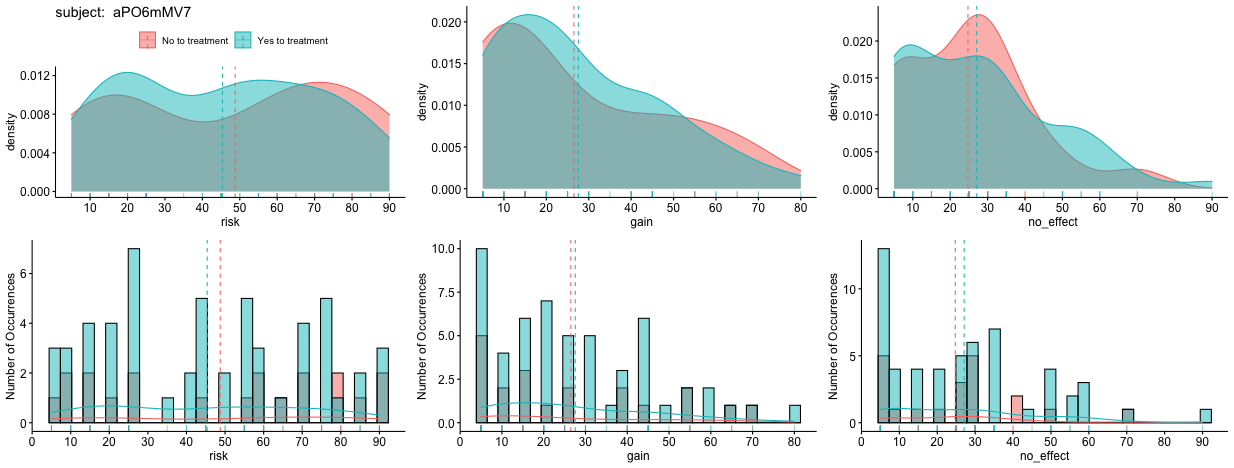 subject:  aPO6mMV7
No to treatment
Yes to treatment
density
0.012
0.008
0.004
0.000
10 20 30 40 50 60 70 80 90
risk
density
0.020
0.015
0.010
0.005
0.000
10 20 30 40 50 60 70 80
gain
density
0.020
0.015
0.010
0.005
0.000
10 20 30 40 50 60 70 80 90
no_effect
Number of Occurrences
6
4
2
0
0 10 20 30 40 50 60 70 80 90
risk
Number of Occurrences
10.0
7.5
5.0
2.5
0.0
0 10 20 30 40 50 60 70 80
gain
Number of Occurrences
10
5
0
0 10 20 30 40 50 60 70 80 90
no_effect